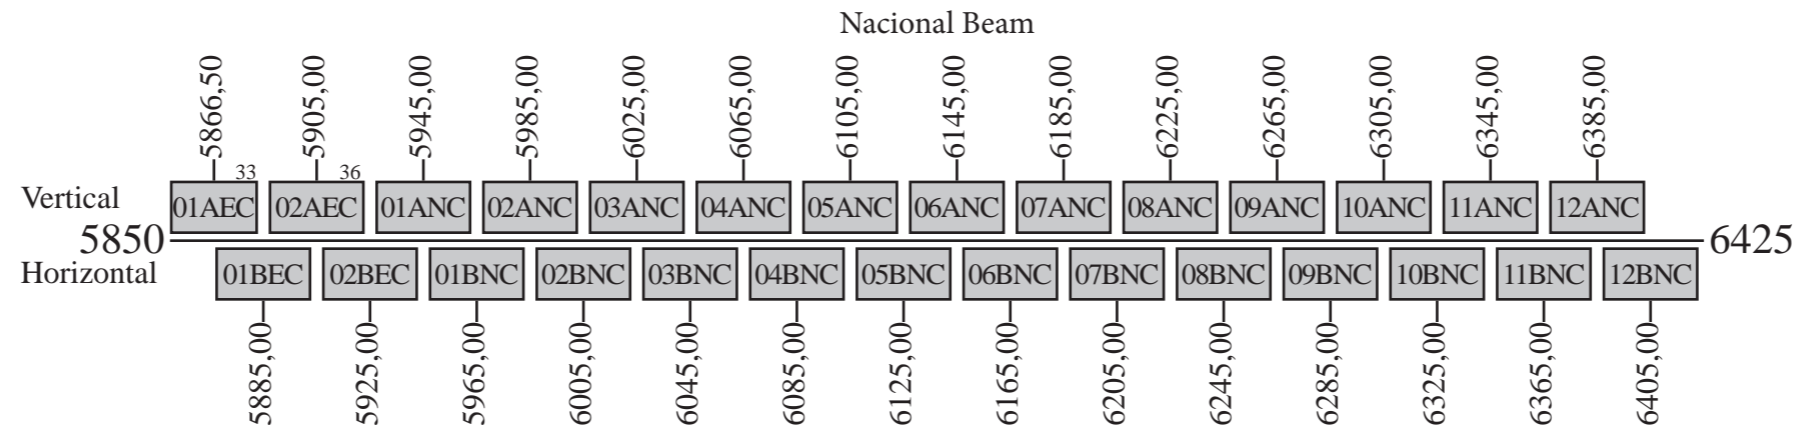 Nacional Beam
5866,50 5905,00 5945,00 5985,00 6025,00 6065,00 6105,00 6145,00 6185,00 6225,00 6265,00 6305,00 6345,00 6385,00
33 36
Vertical 01AEC 02AEC 01ANC 02ANC 03ANC 04ANC 05ANC 06ANC 07ANC 08ANC 09ANC 10ANC 11ANC 12ANC
5850 6425
Horizontal 01BEC 02BEC 01BNC 02BNC 03BNC 04BNC 05BNC 06BNC 07BNC 08BNC 09BNC 10BNC 11BNC 12BNC
5885,00 5925,00 5965,00 6005,00 6045,00 6085,00 6125,00 6165,00 6205,00 6245,00 6285,00 6325,00 6365,00 6405,00